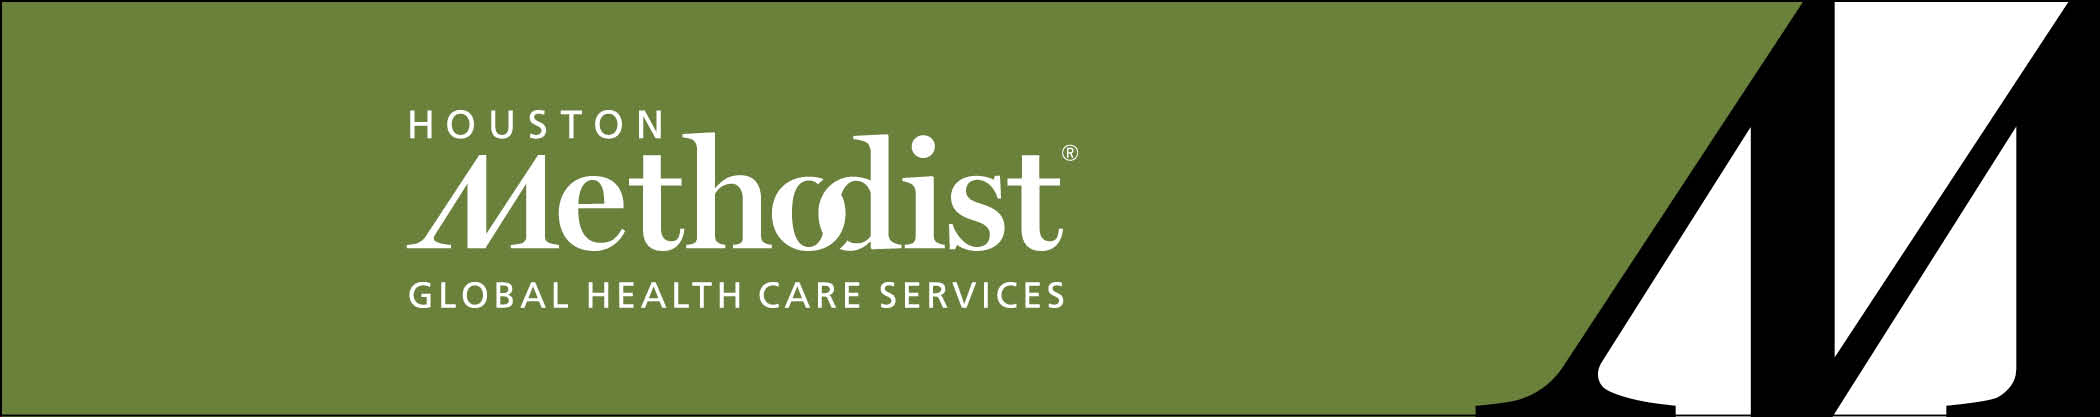 HOUSTON
Methodist®
GLOBAL HEALTH CARE SERVICES
M